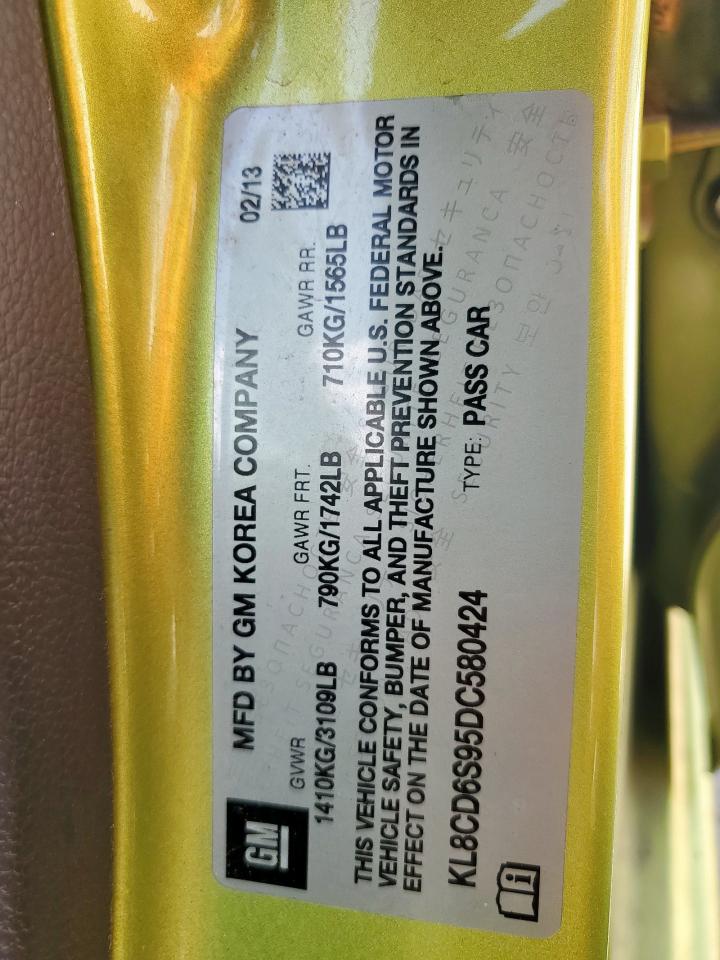 GM
MFD BY GM KOREA COMPANY 02/13
GVWR GAWR FRT. GAWR RR.
1410KG/3109LB 790KG/1742LB 710KG/1565LB
THIS VEHICLE CONFORMS TO ALL APPLICABLE U.S. FEDERAL MOTOR
VEHICLE SAFETY, BUMPER, AND THEFT PREVENTION STANDARDS IN
EFFECT ON THE DATE OF MANUFACTURE SHOWN ABOVE.
KL8CD6S95DC580424 TYPE: PASS CAR